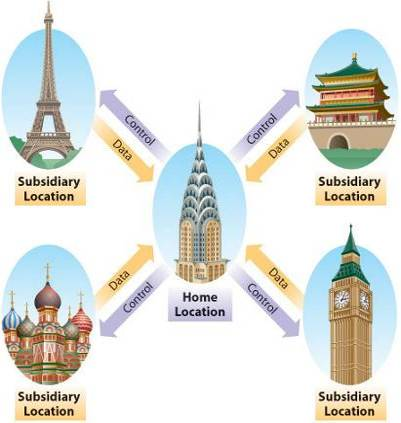 Control
Data
Control
Data
Subsidiary
Location
Subsidiary
Location
Data
Control
Home
Location
Data
Control
Subsidiary
Location
Subsidiary
Location